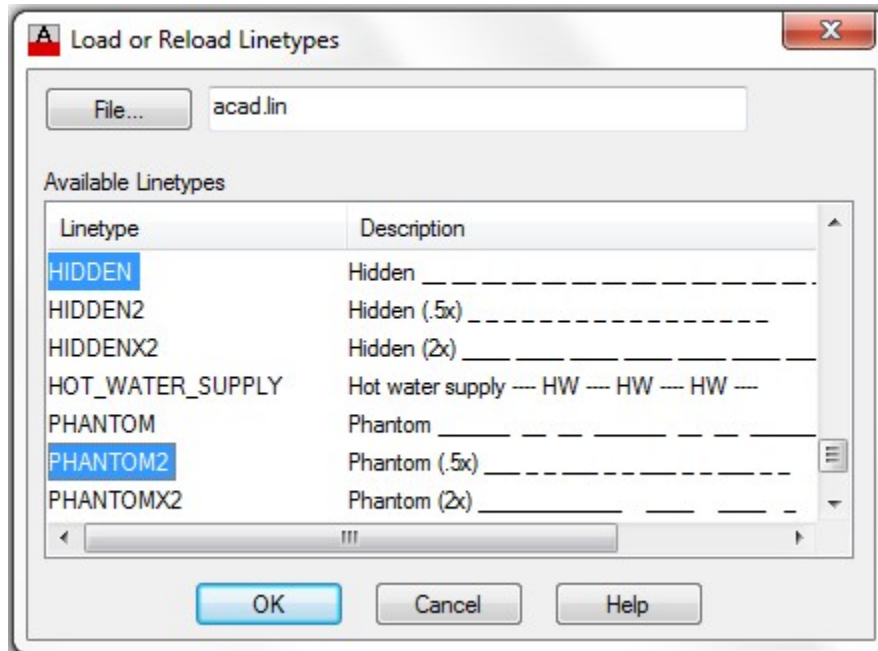 Load or Reload Linetypes
File... acad.lin
Available Linetypes
Linetype Description
HIDDEN Hidden __ __ __ __ __ __ __ __ __ __ __ __ __ .
HIDDEN2 Hidden (.5x) _ _ _ _ _ _ _ _ _ _ _ _ _ _ _ _ _
HIDDENX2 Hidden (2x) ____ ____ ____ ____ ____ ____ ___
HOT_WATER_SUPPLY Hot water supply ---- HW ---- HW ---- HW ----
PHANTOM Phantom ______ __ __ ______ __ __ ______
PHANTOM2 Phantom (.5x) ___ _ _ ___ _ _ ___ _ _ ___ _ _
PHANTOMX2 Phantom (2x) ____________ ____ ____ _
OK Cancel Help